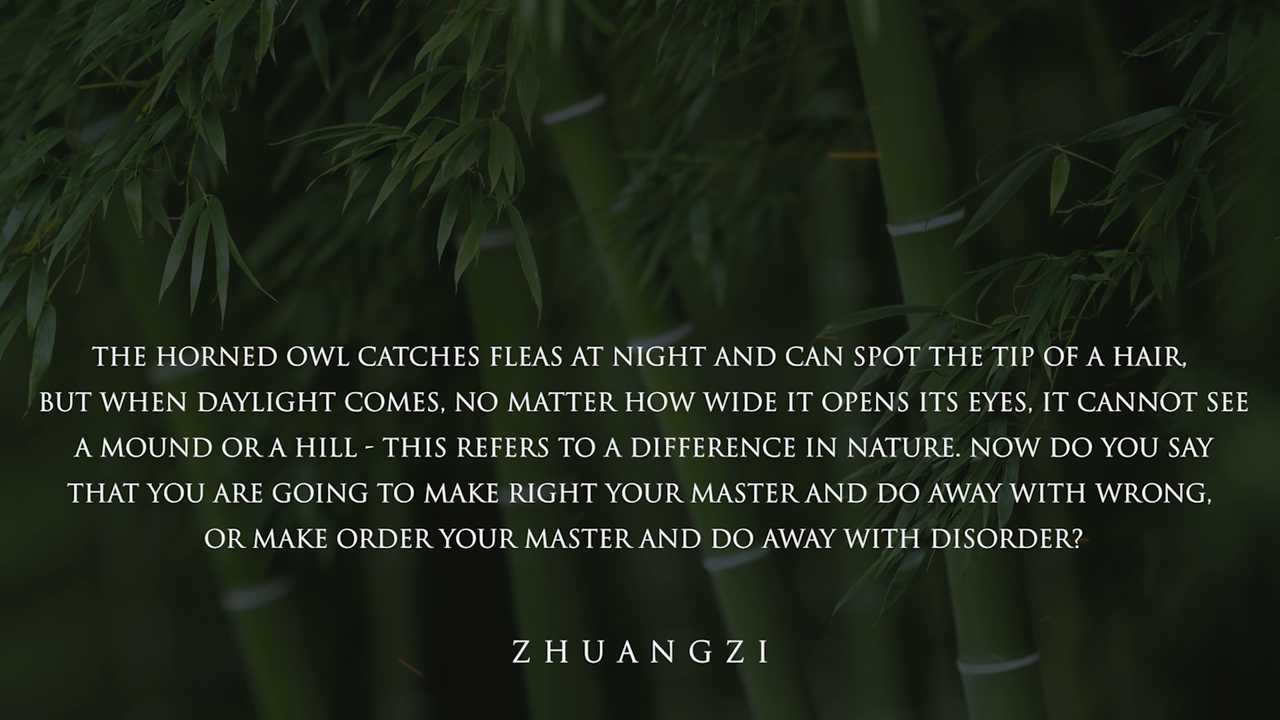 THE HORNED OWL CATCHES FLEAS AT NIGHT AND CAN SPOT THE TIP OF A HAIR,
BUT WHEN DAYLIGHT COMES, NO MATTER HOW WIDE IT OPENS ITS EYES, IT CANNOT SEE
A MOUND OR A HILL - THIS REFERS TO A DIFFERENCE IN NATURE. NOW DO YOU SAY
THAT YOU ARE GOING TO MAKE RIGHT YOUR MASTER AND DO AWAY WITH WRONG,
OR MAKE ORDER YOUR MASTER AND DO AWAY WITH DISORDER?
ZHUANGZI